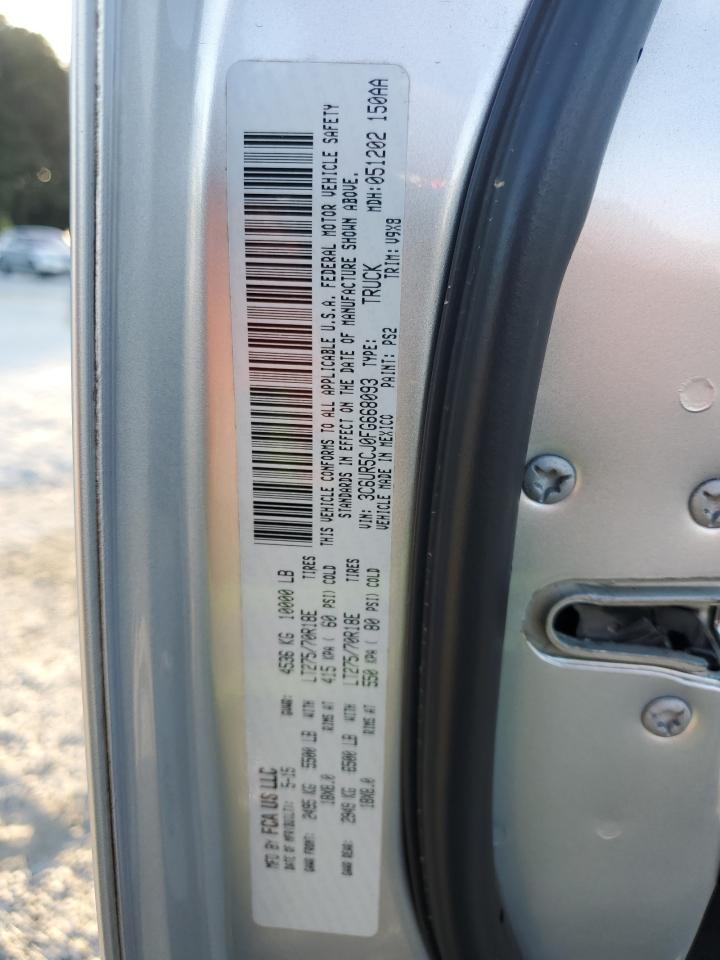 MFD BY FCA US LLC
DATE OF MFR(BUILT): 5-15 GVWR: 4536 KG 10000 LB
GAWR FRONT: 2495 KG 5500 LB WITH LT275/70R18E TIRES
18X8.0 RIMS AT 415 KPA ( 60 PSI) COLD
GAWR REAR: 2949 KG 6500 LB WITH LT275/70R18E TIRES
18X8.0 RIMS AT 550 KPA ( 80 PSI) COLD
THIS VEHICLE CONFORMS TO ALL APPLICABLE U.S.A. FEDERAL MOTOR VEHICLE SAFETY
STANDARDS IN EFFECT ON THE DATE OF MANUFACTURE SHOWN ABOVE.
VIN: 3C6UR5CJ0FG668093 TYPE: TRUCK MDH:051202 150AA
VEHICLE MADE IN MEXICO PAINT: PS2 TRIM: V9X8